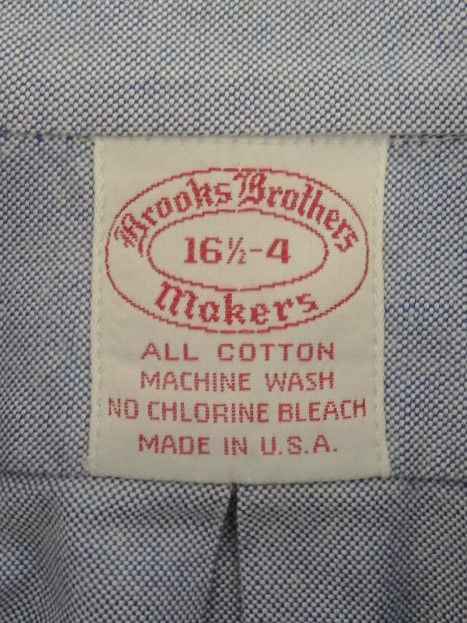 Brooks Brothers
16½-4
Makers
ALL COTTON
MACHINE WASH
NO CHLORINE BLEACH
MADE IN U.S.A.